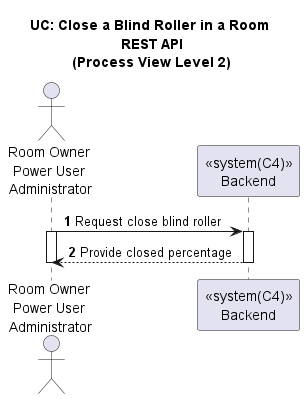 UC: Close a Blind Roller in a Room
REST API
(Process View Level 2)
Room Owner
Power User
Administrator
«system(C4)»
Backend
1 Request close blind roller
2 Provide closed percentage
Room Owner
Power User
Administrator
«system(C4)»
Backend